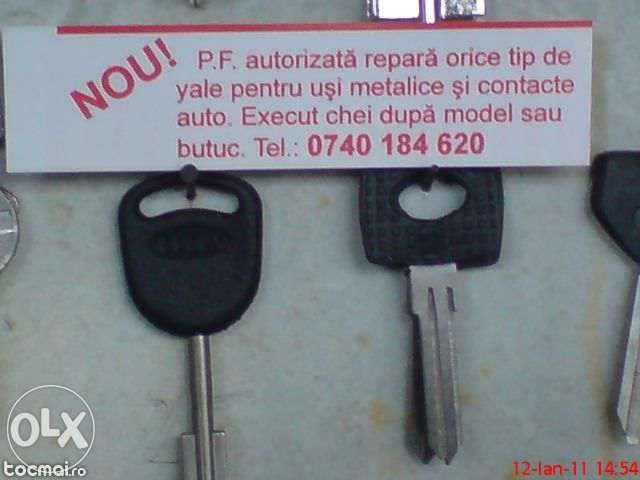 NOU!
P.F. autorizată repară orice tip de
yale pentru uşi metalice şi contacte
auto. Execut chei după model sau
butuc. Tel.: 0740 184 620
OLX
tocmai.ro
12-Ian-11 14:54